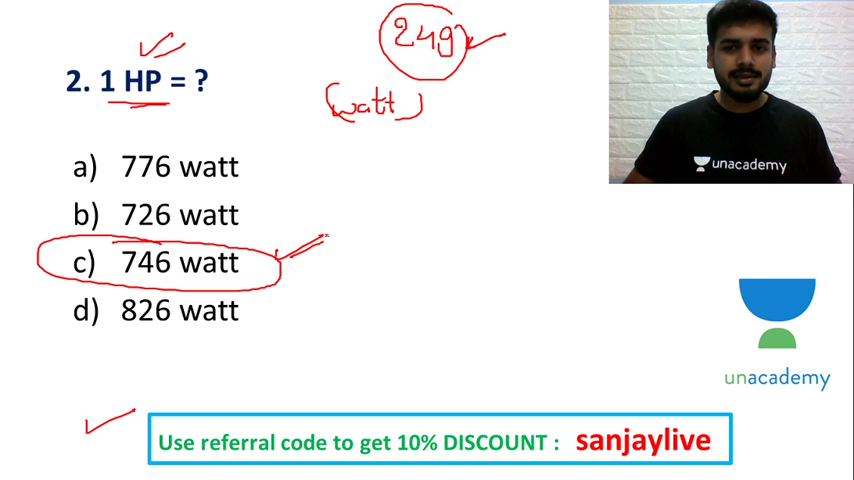 249
2. 1 HP = ?
(watt)
a) 776 watt
b) 726 watt
c) 746 watt
d) 826 watt
unacademy
unacademy
Use referral code to get 10% DISCOUNT : sanjaylive